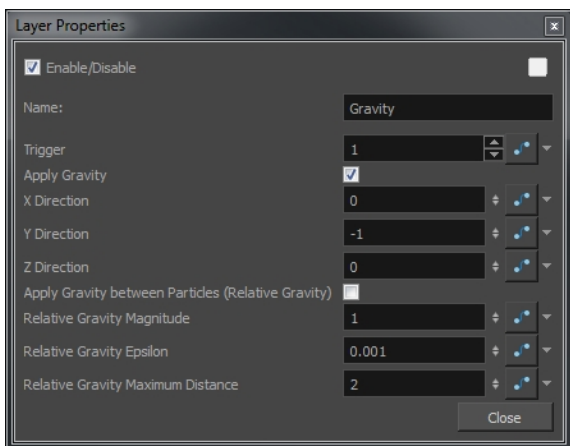 Layer Properties
Enable/Disable
Name: Gravity
Trigger 1
Apply Gravity
X Direction 0
Y Direction -1
Z Direction 0
Apply Gravity between Particles (Relative Gravity)
Relative Gravity Magnitude 1
Relative Gravity Epsilon 0.001
Relative Gravity Maximum Distance 2
Close